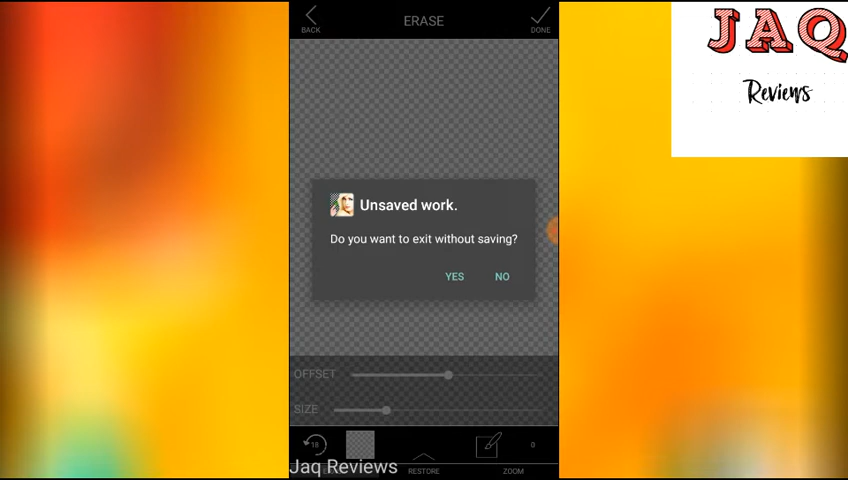 BACK
ERASE
DONE
JAQ
Reviews
Unsaved work.
Do you want to exit without saving?
YES NO
OFFSET
SIZE
18
0
Jaq Reviews
RESTORE
ZOOM